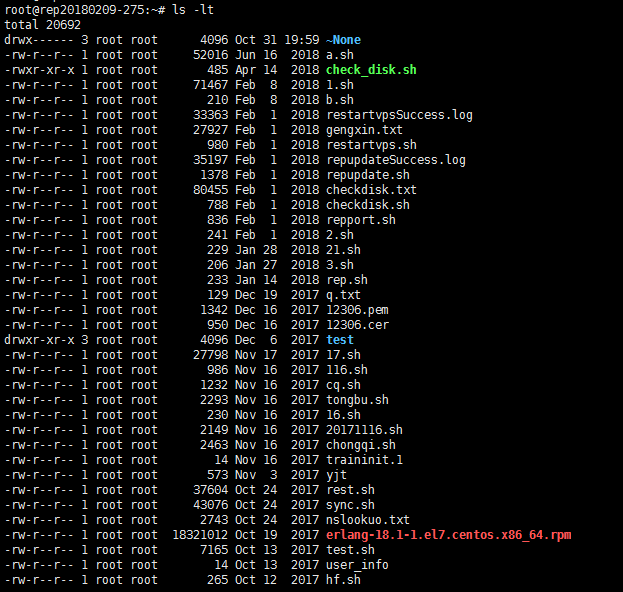 root@rep20180209-275:~# ls -lt
total 20692
drwx------ 3 root root     4096 Oct 31 19:59 ~None
-rw-r--r-- 1 root root    52016 Jun 16  2018 a.sh
-rwxr-xr-x 1 root root      485 Apr 14  2018 check_disk.sh
-rw-r--r-- 1 root root    71467 Feb  8  2018 1.sh
-rw-r--r-- 1 root root      210 Feb  8  2018 b.sh
-rw-r--r-- 1 root root    33363 Feb  1  2018 restartvpsSuccess.log
-rw-r--r-- 1 root root    27927 Feb  1  2018 gengxin.txt
-rw-r--r-- 1 root root      980 Feb  1  2018 restartvps.sh
-rw-r--r-- 1 root root    35197 Feb  1  2018 repupdateSuccess.log
-rw-r--r-- 1 root root     1378 Feb  1  2018 repupdate.sh
-rw-r--r-- 1 root root    80455 Feb  1  2018 checkdisk.txt
-rw-r--r-- 1 root root      788 Feb  1  2018 checkdisk.sh
-rw-r--r-- 1 root root      836 Feb  1  2018 repport.sh
-rw-r--r-- 1 root root      241 Feb  1  2018 2.sh
-rw-r--r-- 1 root root      229 Jan 28  2018 21.sh
-rw-r--r-- 1 root root      206 Jan 27  2018 3.sh
-rw-r--r-- 1 root root      233 Jan 14  2018 rep.sh
-rw-r--r-- 1 root root      129 Dec 19  2017 q.txt
-rw-r--r-- 1 root root     1342 Dec 16  2017 12306.pem
-rw-r--r-- 1 root root      950 Dec 16  2017 12306.cer
drwxr-xr-x 3 root root     4096 Dec  6  2017 test
-rw-r--r-- 1 root root    27798 Nov 17  2017 17.sh
-rw-r--r-- 1 root root      986 Nov 16  2017 116.sh
-rw-r--r-- 1 root root     1232 Nov 16  2017 cq.sh
-rw-r--r-- 1 root root     2293 Nov 16  2017 tongbu.sh
-rw-r--r-- 1 root root      230 Nov 16  2017 16.sh
-rw-r--r-- 1 root root     2149 Nov 16  2017 20171116.sh
-rw-r--r-- 1 root root     2463 Nov 16  2017 chongqi.sh
-rw-r--r-- 1 root root       14 Nov 16  2017 traininit.1
-rw-r--r-- 1 root root      573 Nov  3  2017 yjt
-rw-r--r-- 1 root root    37604 Oct 24  2017 rest.sh
-rw-r--r-- 1 root root    43076 Oct 24  2017 sync.sh
-rw-r--r-- 1 root root     2743 Oct 24  2017 nslookuo.txt
-rw-r--r-- 1 root root 18321012 Oct 19  2017 erlang-18.1-1.el7.centos.x86_64.rpm
-rw-r--r-- 1 root root     7165 Oct 13  2017 test.sh
-rw-r--r-- 1 root root       14 Oct 13  2017 user_info
-rw-r--r-- 1 root root      265 Oct 12  2017 hf.sh